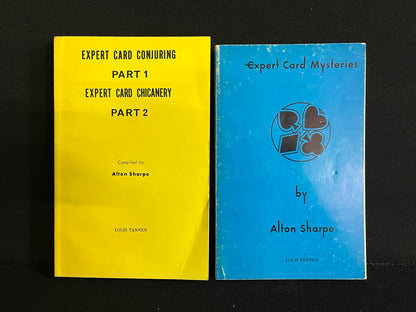 EXPERT CARD CONJURING
PART 1
EXPERT CARD CHICANERY
PART 2
Compiled by
Alton Sharpe
LOUIS TANNEN
Expert Card Mysteries
by
Alton Sharpe
LOUIS TANNEN